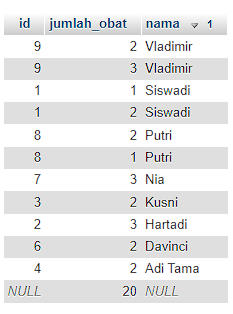 id jumlah_obat nama 1
9 2 Vladimir
9 3 Vladimir
1 1 Siswadi
1 2 Siswadi
8 2 Putri
8 1 Putri
7 3 Nia
3 2 Kusni
2 3 Hartadi
6 2 Davinci
4 2 Adi Tama
NULL 20 NULL